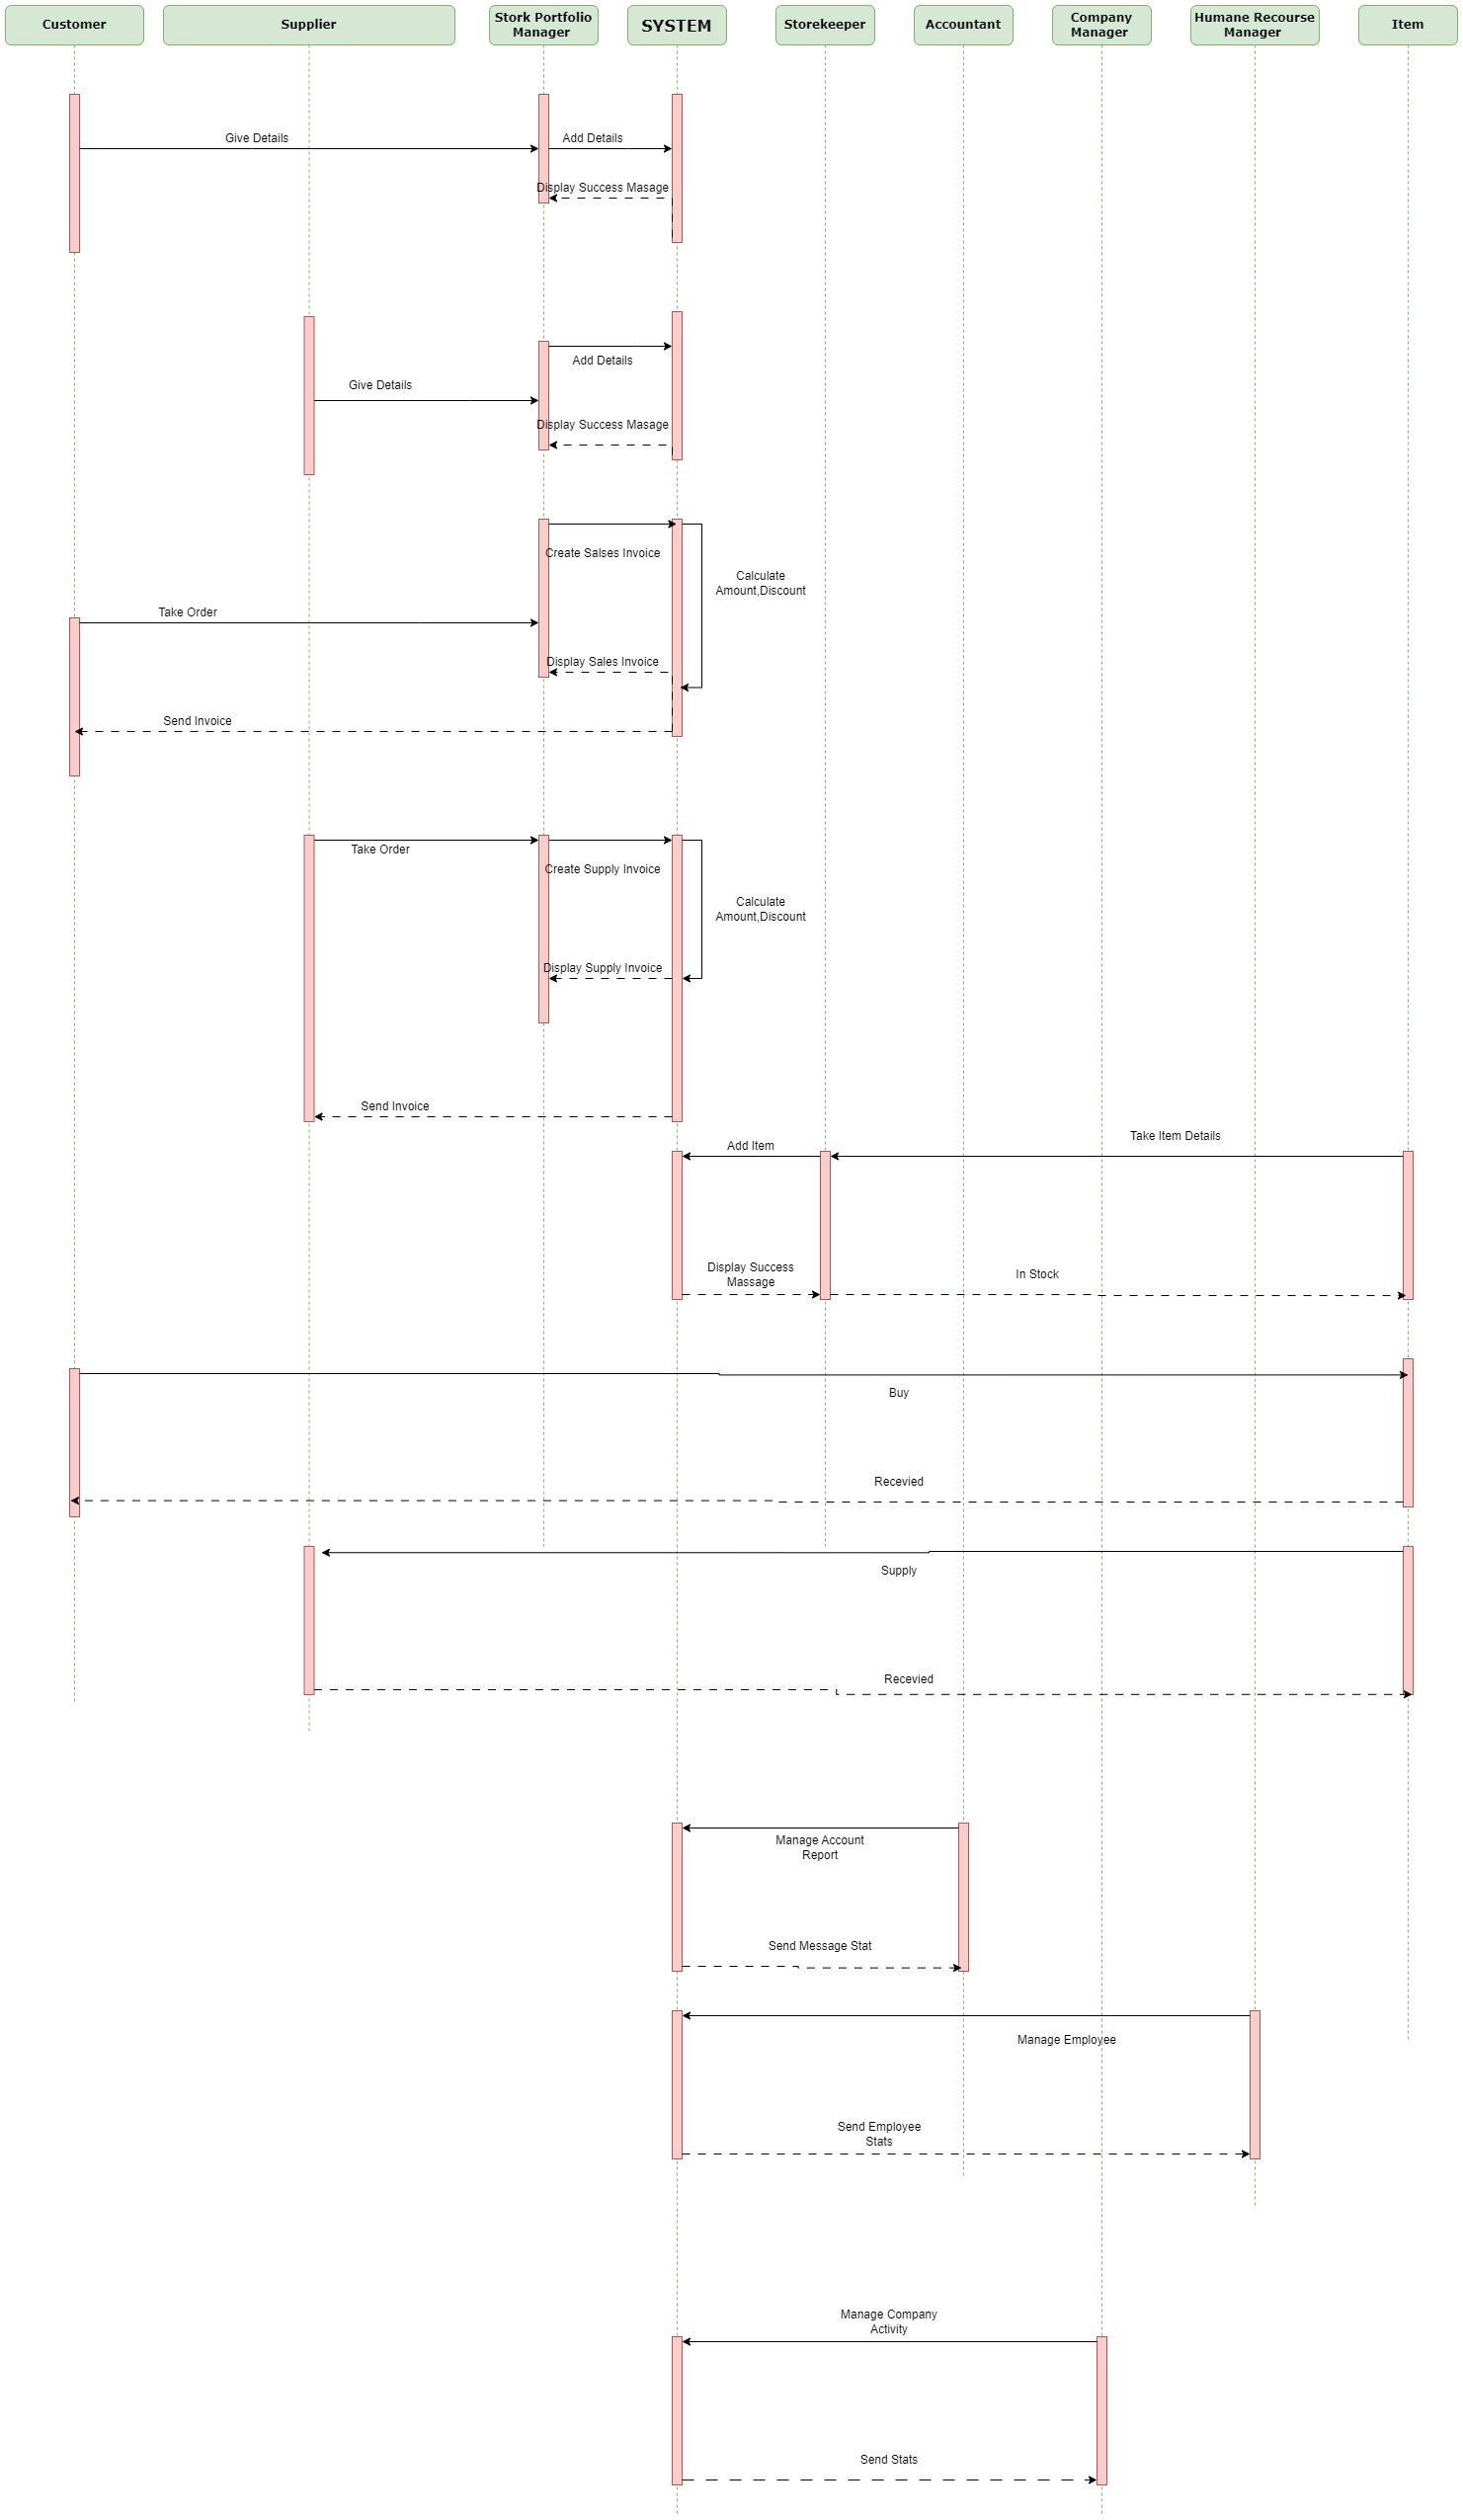 Customer
Supplier
Stork Portfolio
Manager
SYSTEM
Storekeeper
Accountant
Company
Manager
Humane Recourse
Manager
Item
Give Details
Add Details
Display Success Masage
Add Details
Give Details
Display Success Masage
Create Salses Invoice
Calculate
Amount,Discount
Take Order
Display Sales Invoice
Send Invoice
Take Order
Create Supply Invoice
Calculate
Amount,Discount
Display Supply Invoice
Send Invoice
Take Item Details
Add Item
Display Success
Massage
In Stock
Buy
Recevied
Supply
Recevied
Manage Account
Report
Send Message Stat
Manage Employee
Send Employee
Stats
Manage Company
Activity
Send Stats